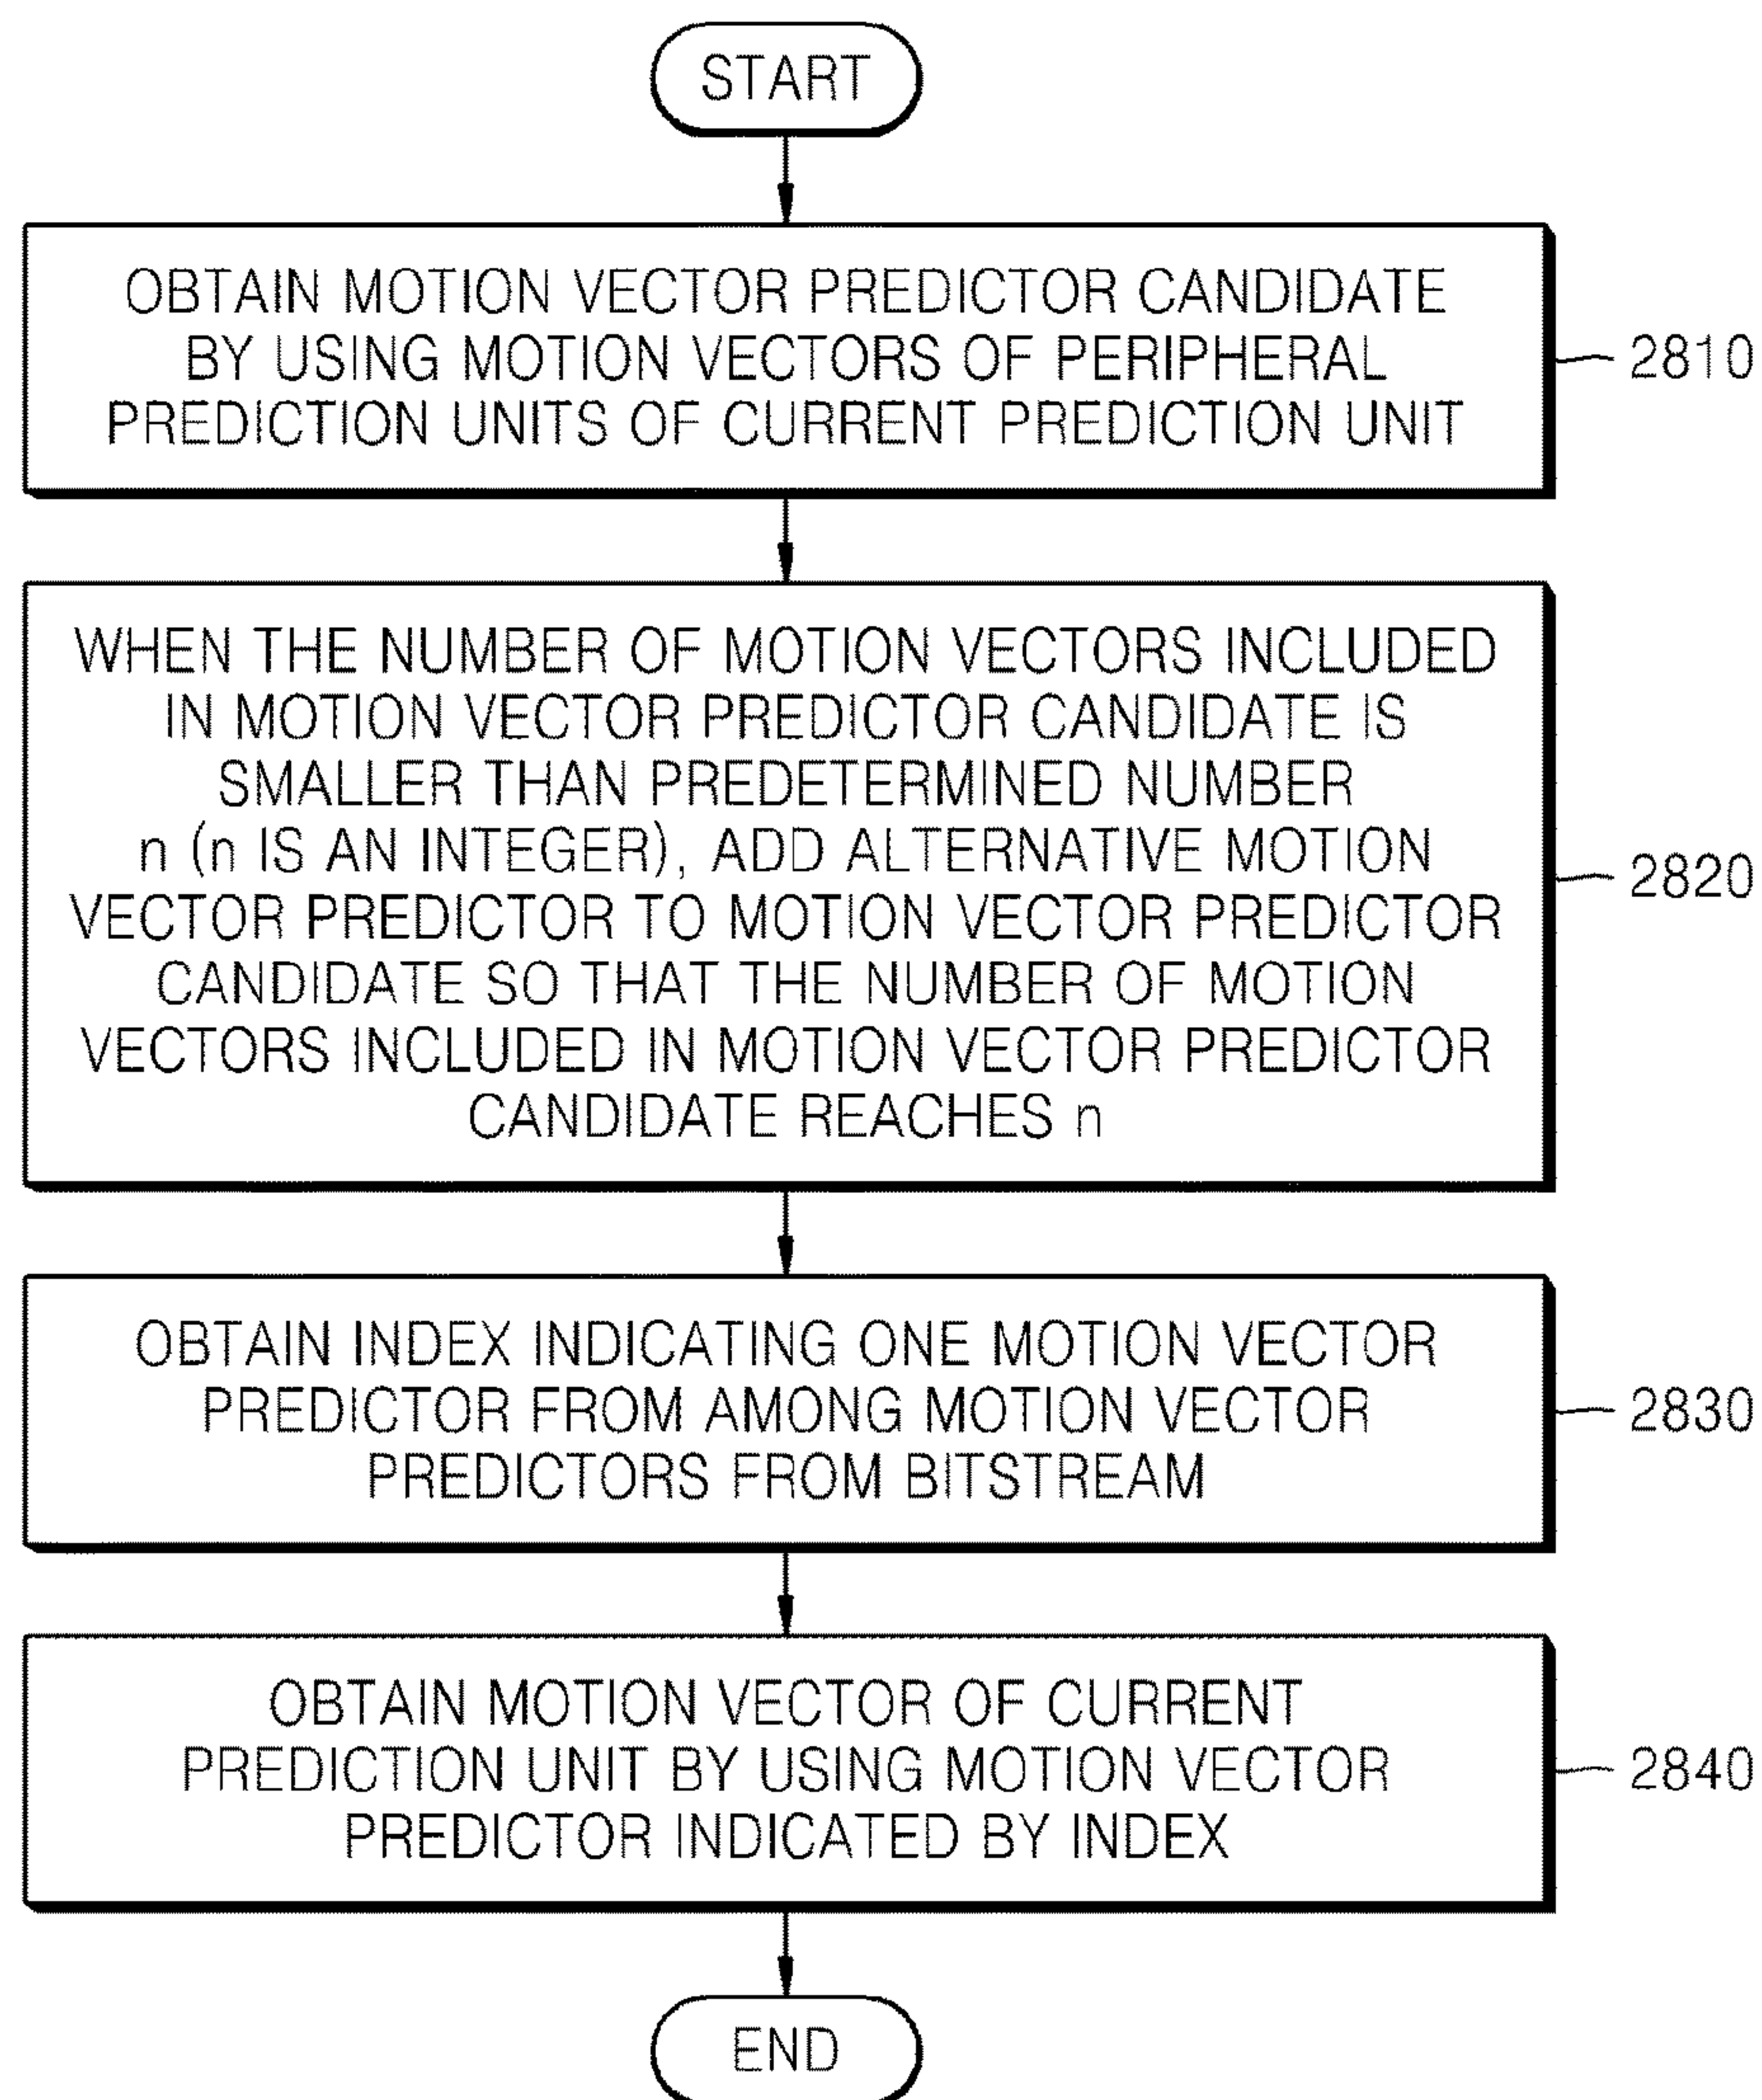 START
OBTAIN MOTION VECTOR PREDICTOR CANDIDATE
BY USING MOTION VECTORS OF PERIPHERAL
PREDICTION UNITS OF CURRENT PREDICTION UNIT
2810
WHEN THE NUMBER OF MOTION VECTORS INCLUDED
IN MOTION VECTOR PREDICTOR CANDIDATE IS
SMALLER THAN PREDETERMINED NUMBER
n (n IS AN INTEGER), ADD ALTERNATIVE MOTION
VECTOR PREDICTOR TO MOTION VECTOR PREDICTOR
CANDIDATE SO THAT THE NUMBER OF MOTION
VECTORS INCLUDED IN MOTION VECTOR PREDICTOR
CANDIDATE REACHES n
2820
OBTAIN INDEX INDICATING ONE MOTION VECTOR
PREDICTOR FROM AMONG MOTION VECTOR
PREDICTORS FROM BITSTREAM
2830
OBTAIN MOTION VECTOR OF CURRENT
PREDICTION UNIT BY USING MOTION VECTOR
PREDICTOR INDICATED BY INDEX
2840
END